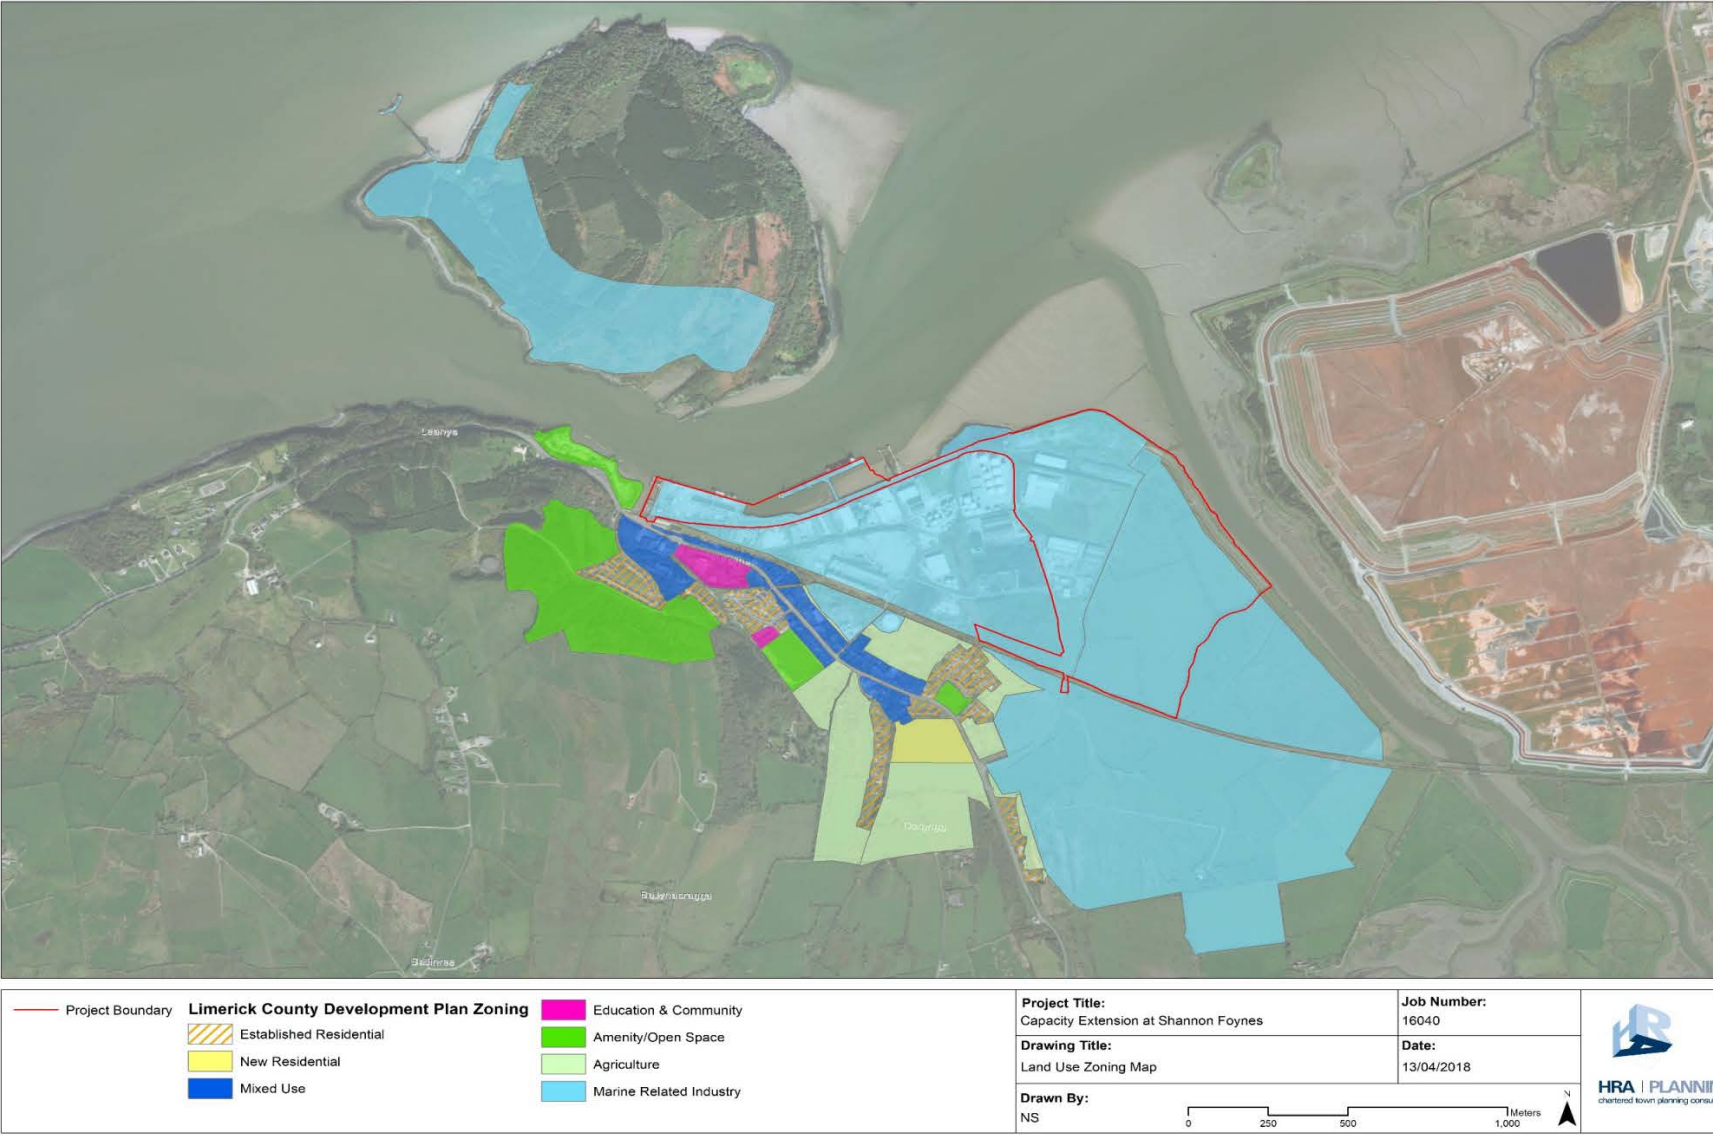 Project Boundary
Limerick County Development Plan Zoning
Established Residential
New Residential
Mixed Use
Education & Community
Amenity/Open Space
Agriculture
Marine Related Industry
Project Title:
Capacity Extension at Shannon Foynes
Job Number:
16040
Drawing Title:
Land Use Zoning Map
Date:
13/04/2018
Drawn By:
NS
0 250 500 1,000 Meters
N
HRA | PLANNI
chartered town planning consu